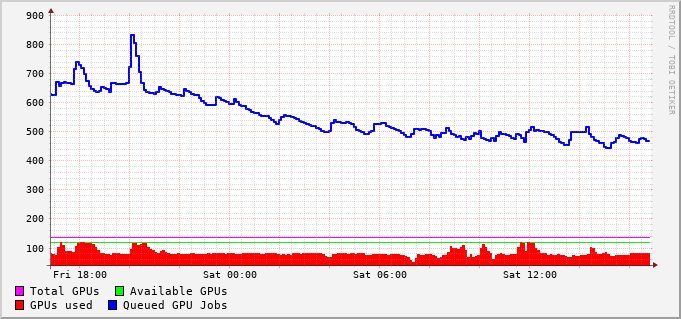 900
800
700
600
500
400
300
200
100
Fri 18:00 Sat 00:00 Sat 06:00 Sat 12:00
Total GPUs Available GPUs
GPUs used Queued GPU Jobs
RRDTOOL / TOBI OETIKER